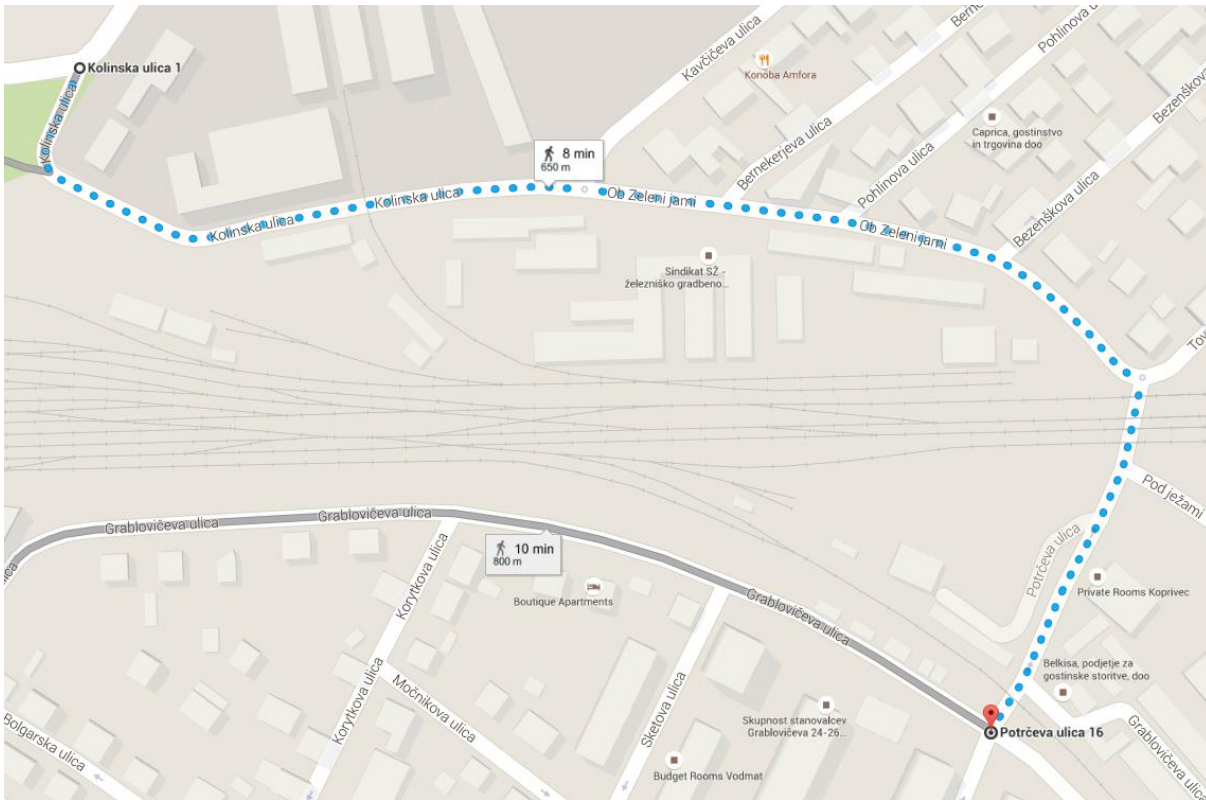 Kolinska ulica 1
Kolinska ulica
Kavčičeva ulica
Konoba Amfora
Pohlinova ulica
Bezenškova
Caprica, gostinstvo
in trgovina doo
Bernekerjeva ulica
8 min
650 m
Pohlinova ulica
Bezenškova ulica
Kolinska ulica
Kolinska ulica
Ob Zeleni jami
Ob Zeleni jami
Sindikat SŽ -
železniško gradbeno...
Pod ježami
Grablovičeva ulica
Grablovičeva ulica
10 min
800 m
Korytkova ulica
Boutique Apartments
Grablovičeva ulica
Potrčeva ulica
Private Rooms Koprivec
Belkisa, podjetje za
gostinske storitve, doo
Močnikova ulica
Korytkova ulica
Sketova ulica
Skupnost stanovalcev
Grablovičeva 24-26...
Potrčeva ulica 16
Grablovičeva ulica
Bolgarska ulica
Budget Rooms Vodmat